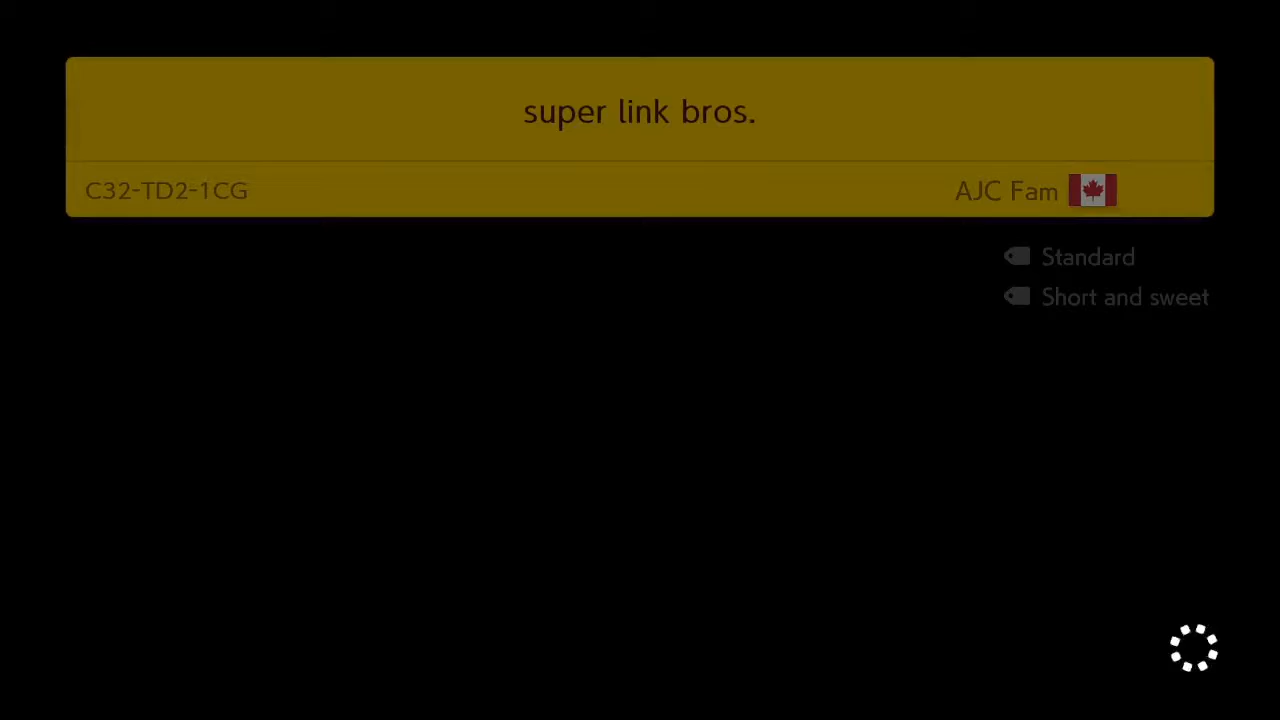 super link bros.
C32-TD2-1CG
AJC Fam
Standard
Short and sweet